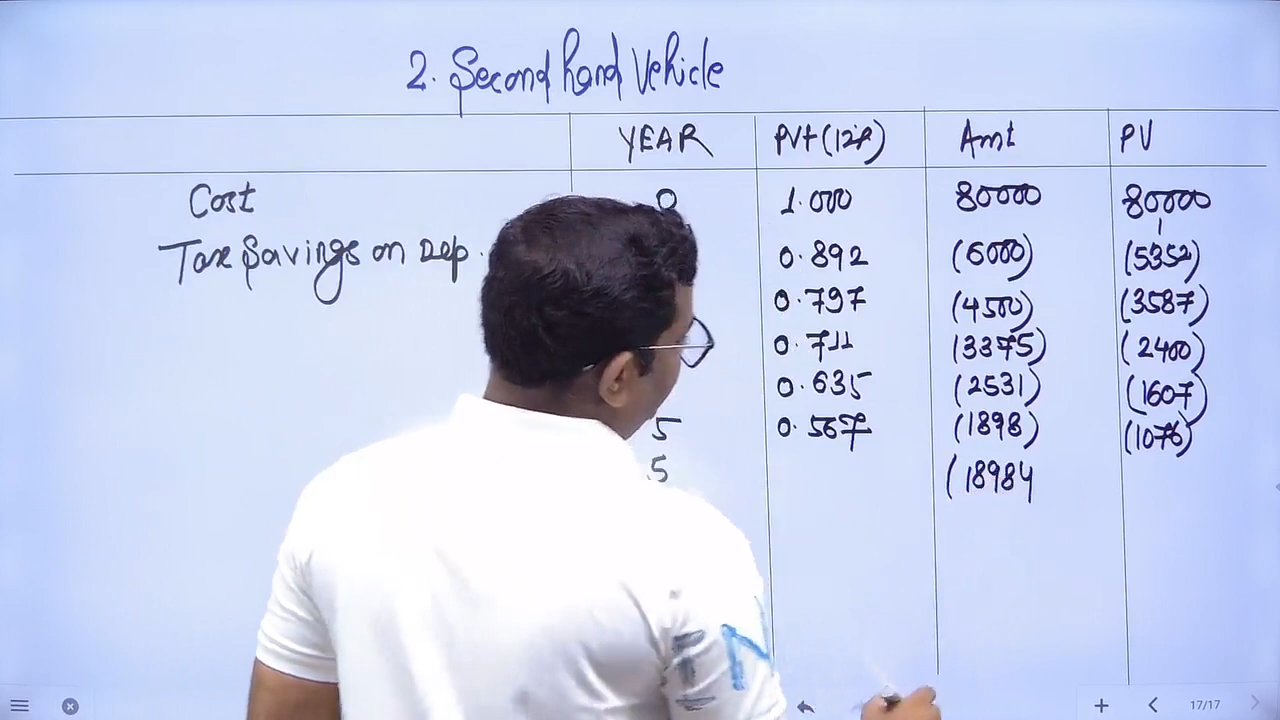 2. Second hand Vehicle
YEAR PVf (12%) Amt PV
Cost 0 1.000 80000 80000
Tax Savings on Dep. 0.892 (6000) (5352)
0.797 (4500) (3587)
0.711 (3375) (2400)
0.635 (2531) (1607)
5 0.567 (1898) (1076)
5 (18984
17/17